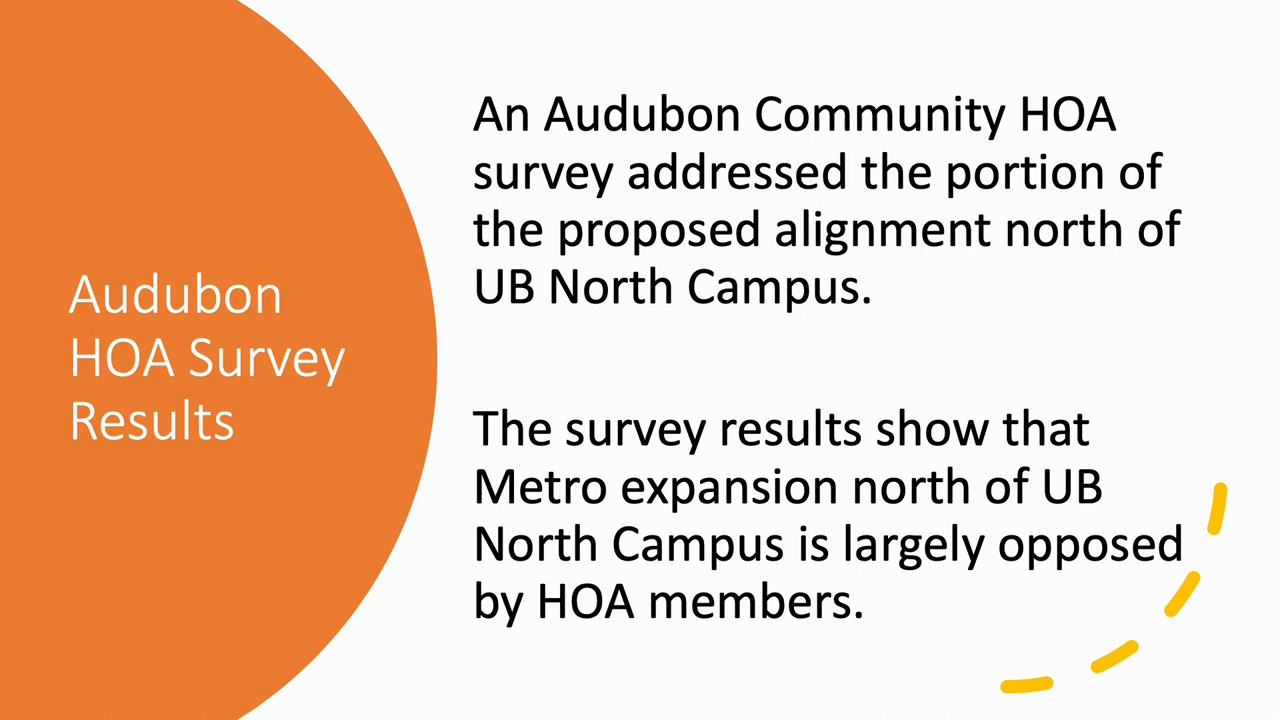 Audubon
HOA Survey
Results
An Audubon Community HOA
survey addressed the portion of
the proposed alignment north of
UB North Campus.
The survey results show that
Metro expansion north of UB
North Campus is largely opposed
by HOA members.